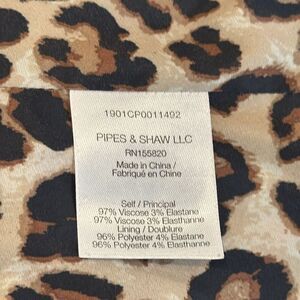 1901CP0011492
PIPES & SHAW LLC
RN155820
Made in China /
Fabriqué en Chine
Self / Principal
97% Viscose 3% Elastane
97% Viscose 3% Elasthanne
Lining / Doublure
96% Polyester 4% Elastane
96% Polyester 4% Elasthanne